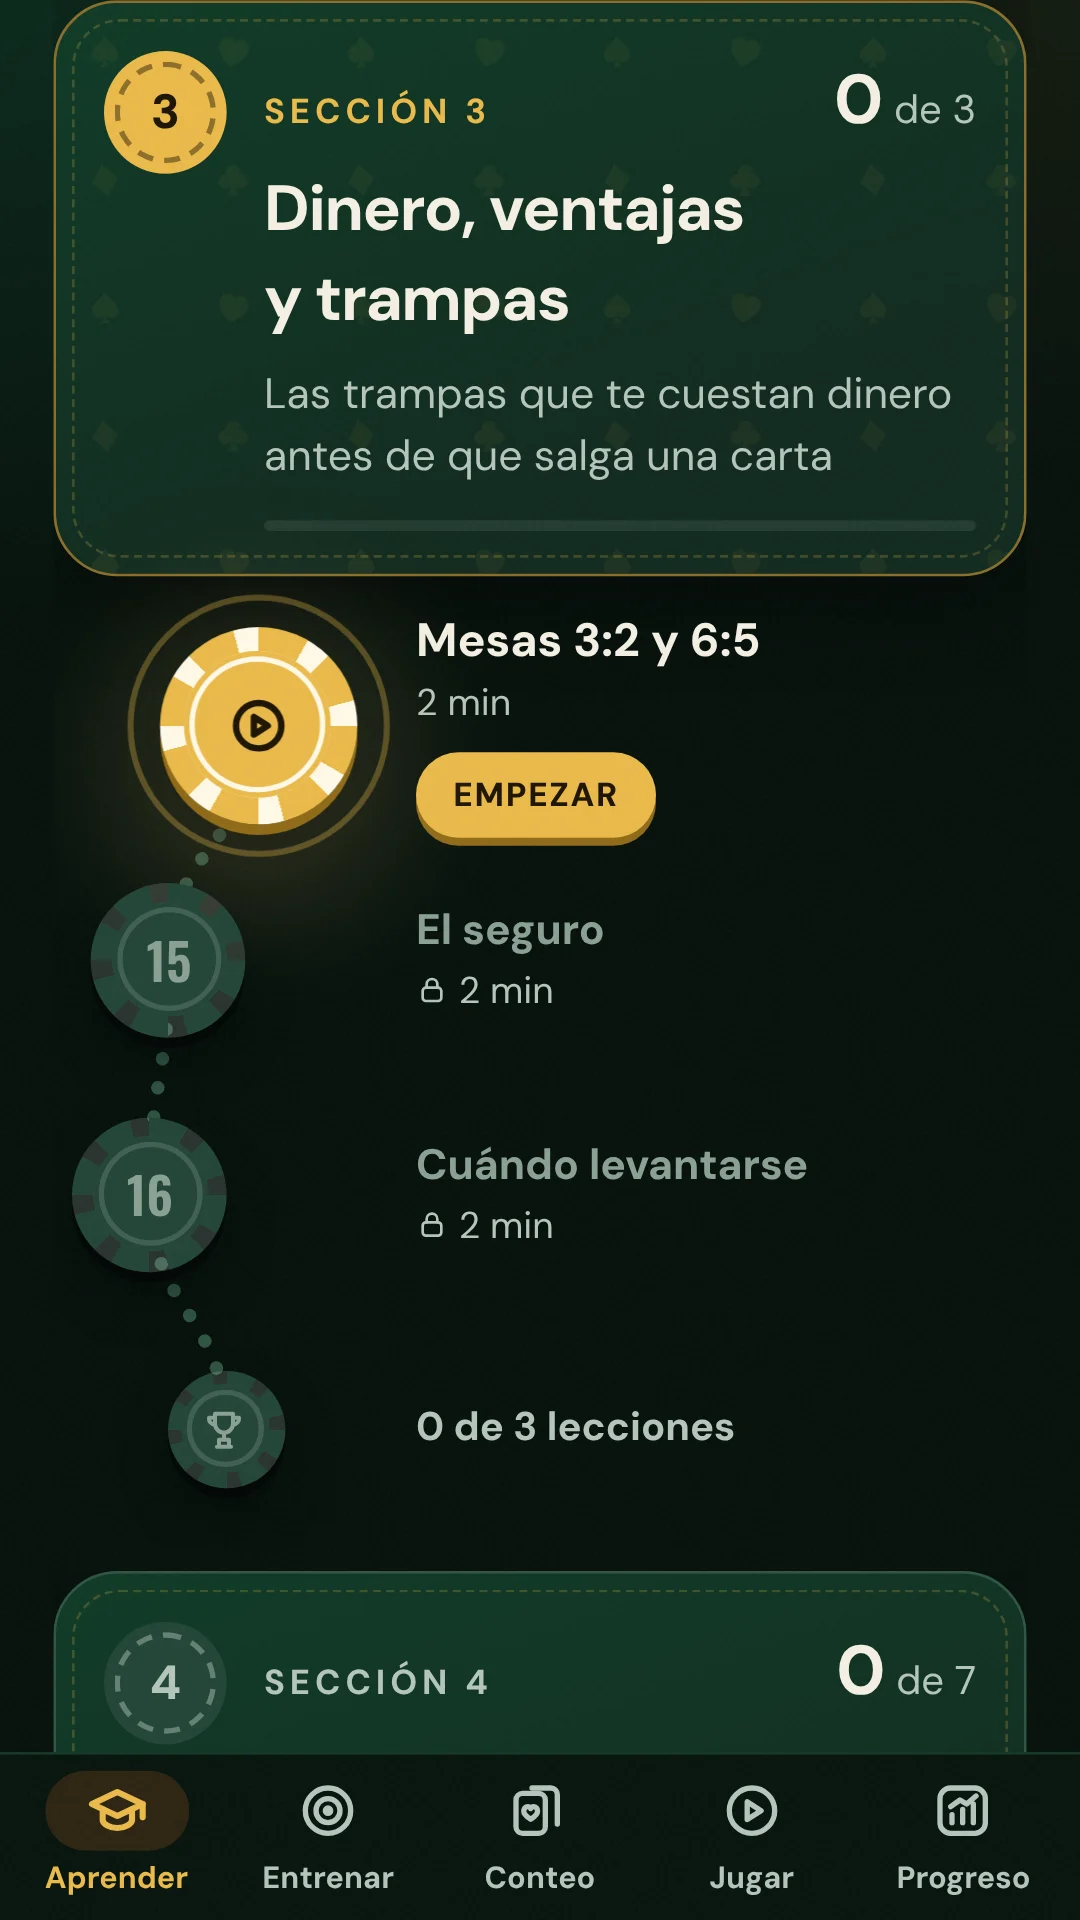 3
SECCIÓN 3
0 de 3
Dinero, ventajas
y trampas
Las trampas que te cuestan dinero
antes de que salga una carta
Mesas 3:2 y 6:5
2 min
EMPEZAR
15
El seguro
2 min
16
Cuándo levantarse
2 min
0 de 3 lecciones
4
SECCIÓN 4
0 de 7
Aprender
Entrenar
Conteo
Jugar
Progreso